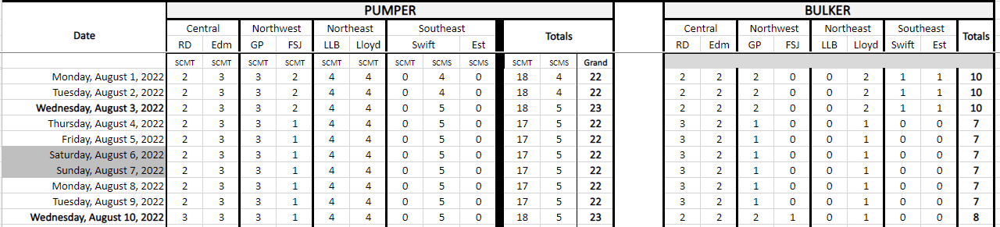 PUMPER BULKER
Date Central Northwest Northeast Southeast Totals Central Northwest Northeast Southeast Totals
RD Edm GP FSJ LLB Lloyd Swift Est RD Edm GP FSJ LLB Lloyd Swift Est
SCMT SCMT SCMT SCMT SCMT SCMT SCMT SCMS SCMS SCMT SCMS Grand
Monday, August 1, 2022 2 3 3 2 4 4 0 4 0 18 4 22 2 2 2 0 0 2 1 1 10
Tuesday, August 2, 2022 2 3 3 2 4 4 0 4 0 18 4 22 2 2 2 0 0 2 1 1 10
Wednesday, August 3, 2022 2 3 3 2 4 4 0 5 0 18 5 23 2 2 2 0 0 2 1 1 10
Thursday, August 4, 2022 2 3 3 1 4 4 0 5 0 17 5 22 3 2 1 0 0 1 0 0 7
Friday, August 5, 2022 2 3 3 1 4 4 0 5 0 17 5 22 3 2 1 0 0 1 0 0 7
Saturday, August 6, 2022 2 3 3 1 4 4 0 5 0 17 5 22 3 2 1 0 0 1 0 0 7
Sunday, August 7, 2022 2 3 3 1 4 4 0 5 0 17 5 22 3 2 1 0 0 1 0 0 7
Monday, August 8, 2022 2 3 3 1 4 4 0 5 0 17 5 22 3 2 1 0 0 1 0 0 7
Tuesday, August 9, 2022 2 3 3 1 4 4 0 5 0 17 5 22 3 2 1 0 0 1 0 0 7
Wednesday, August 10, 2022 3 3 3 1 4 4 0 5 0 18 5 23 2 2 2 1 0 1 0 0 8